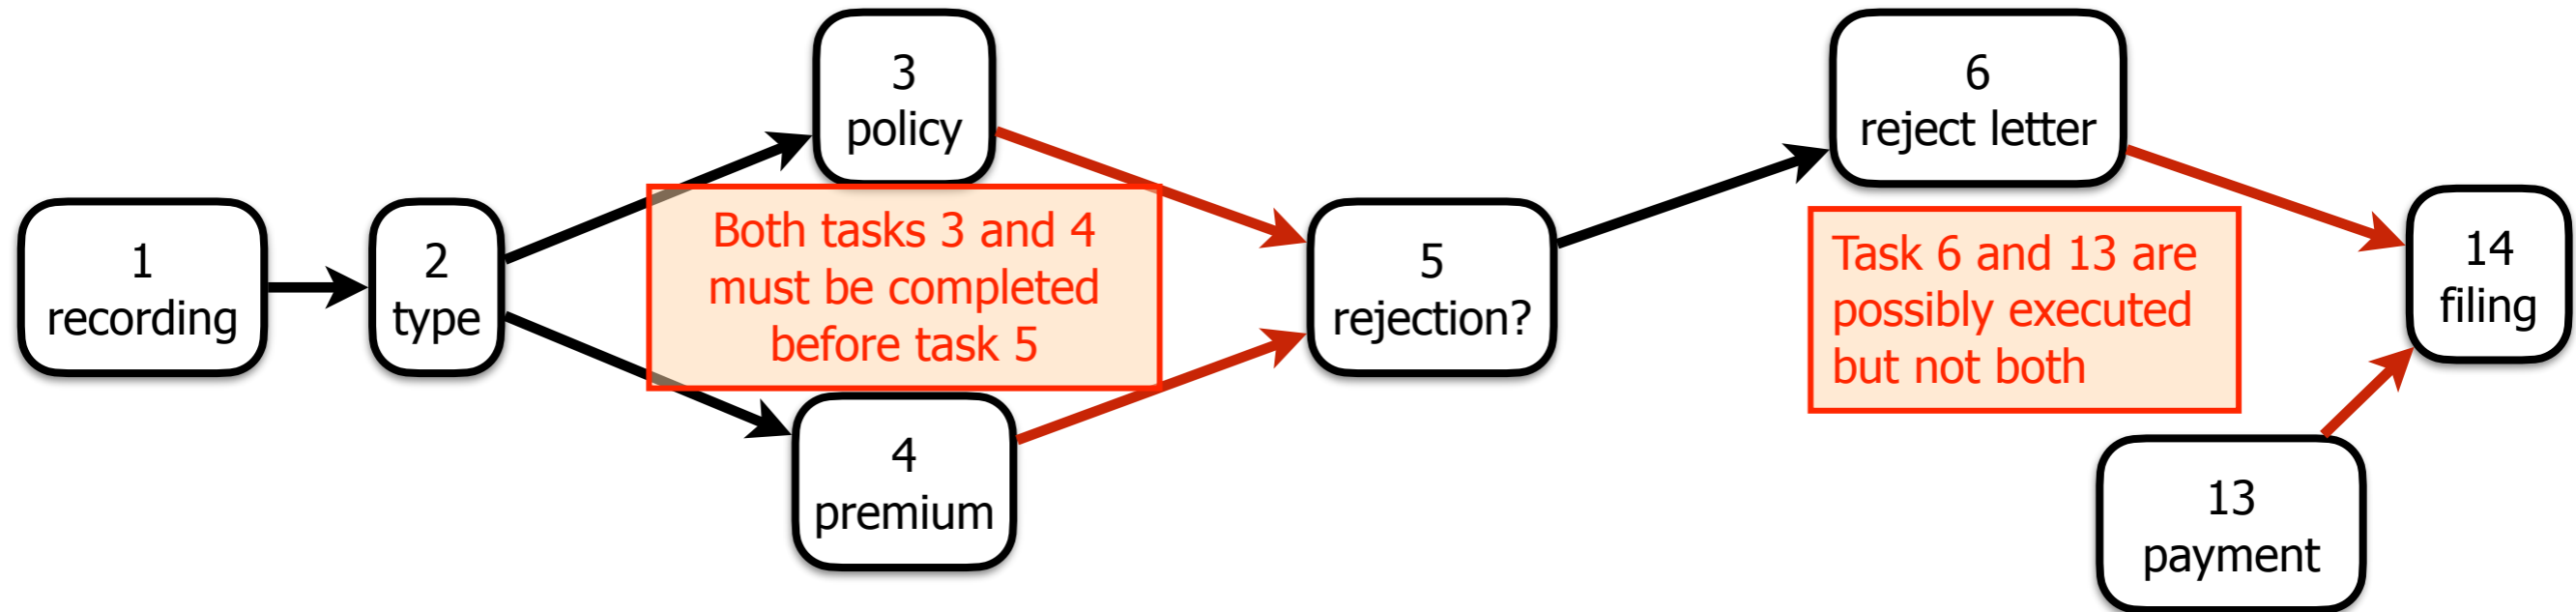 1
recording
2
type
3
policy
Both tasks 3 and 4
must be completed
before task 5
4
premium
5
rejection?
6
reject letter
Task 6 and 13 are
possibly executed
but not both
13
payment
14
filing